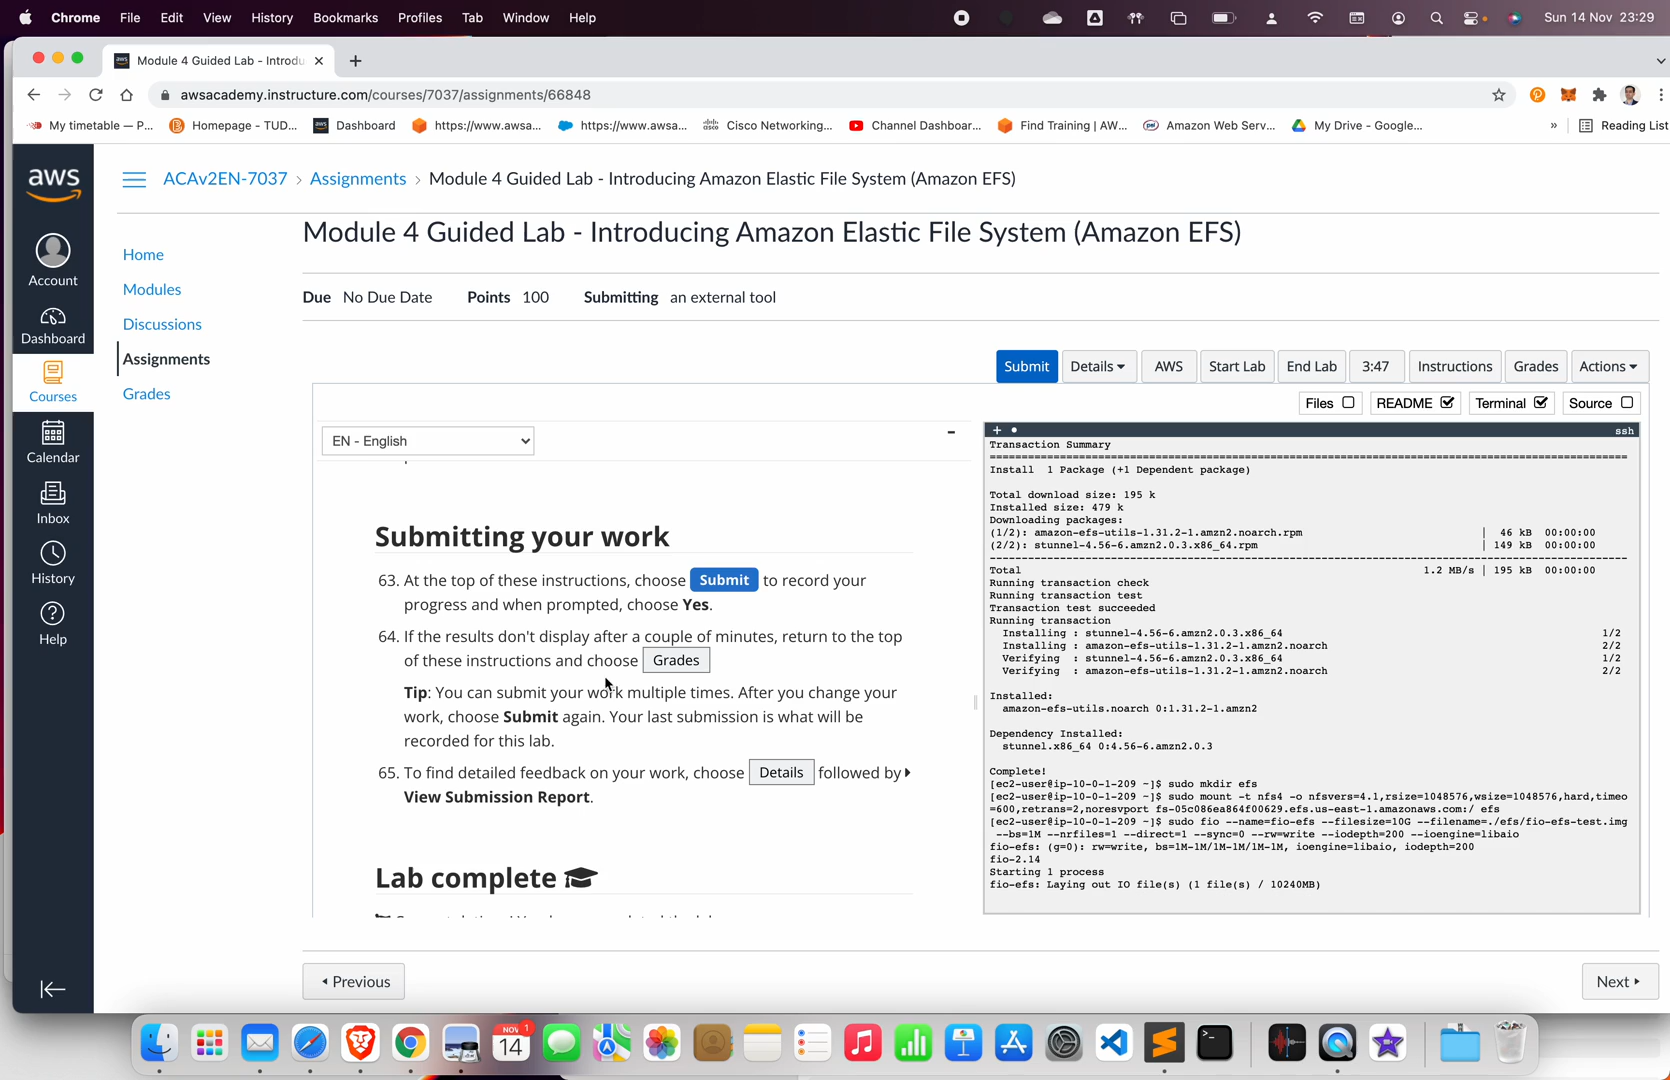 Chrome File Edit View History Bookmarks Profiles Tab Window Help Sun 14 Nov 23:29
aws Module 4 Guided Lab - Introdu
awsacademy.instructure.com/courses/7037/assignments/66848
My timetable — P... Homepage - TUD... Dashboard https://www.awsa... https://www.awsa... Cisco Networking... Channel Dashboar... Find Training | AW... Amazon Web Serv... My Drive - Google... » Reading List
aws
ACAv2EN-7037 › Assignments › Module 4 Guided Lab - Introducing Amazon Elastic File System (Amazon EFS)
Account
Dashboard
Courses
Calendar
Inbox
History
Help
Home
Modules
Discussions
Assignments
Grades
Module 4 Guided Lab - Introducing Amazon Elastic File System (Amazon EFS)
Due No Due Date Points 100 Submitting an external tool
Submit Details AWS Start Lab End Lab 3:47 Instructions Grades Actions
Files README Terminal Source
EN - English
Submitting your work
63. At the top of these instructions, choose Submit to record your
progress and when prompted, choose Yes.
64. If the results don't display after a couple of minutes, return to the top
of these instructions and choose Grades
Tip: You can submit your work multiple times. After you change your
work, choose Submit again. Your last submission is what will be
recorded for this lab.
65. To find detailed feedback on your work, choose Details followed by
View Submission Report.
Lab complete
+ • ssh
Transaction Summary
================================================================================
Install 1 Package (+1 Dependent package)
Total download size: 195 k
Installed size: 479 k
Downloading packages:
(1/2): amazon-efs-utils-1.31.2-1.amzn2.noarch.rpm | 46 kB 00:00:00
(2/2): stunnel-4.56-6.amzn2.0.3.x86_64.rpm | 149 kB 00:00:00
--------------------------------------------------------------------------------
Total 1.2 MB/s | 195 kB 00:00:00
Running transaction check
Running transaction test
Transaction test succeeded
Running transaction
Installing : stunnel-4.56-6.amzn2.0.3.x86_64 1/2
Installing : amazon-efs-utils-1.31.2-1.amzn2.noarch 2/2
Verifying : stunnel-4.56-6.amzn2.0.3.x86_64 1/2
Verifying : amazon-efs-utils-1.31.2-1.amzn2.noarch 2/2
Installed:
amazon-efs-utils.noarch 0:1.31.2-1.amzn2
Dependency Installed:
stunnel.x86_64 0:4.56-6.amzn2.0.3
Complete!
[ec2-user@ip-10-0-1-209 ~]$ sudo mkdir efs
[ec2-user@ip-10-0-1-209 ~]$ sudo mount -t nfs4 -o nfsvers=4.1,rsize=1048576,wsize=1048576,hard,timeo
=600,retrans=2,noresvport fs-05c086ea864f00629.efs.us-east-1.amazonaws.com:/ efs
[ec2-user@ip-10-0-1-209 ~]$ sudo fio --name=fio-efs --filesize=10G --filename=./efs/fio-efs-test.img
--bs=1M --nrfiles=1 --direct=1 --sync=0 --rw=write --iodepth=200 --ioengine=libaio
fio-efs: (g=0): rw=write, bs=1M-1M/1M-1M/1M-1M, ioengine=libaio, iodepth=200
fio-2.14
Starting 1 process
fio-efs: Laying out IO file(s) (1 file(s) / 10240MB)
Previous Next
NOV 1
14